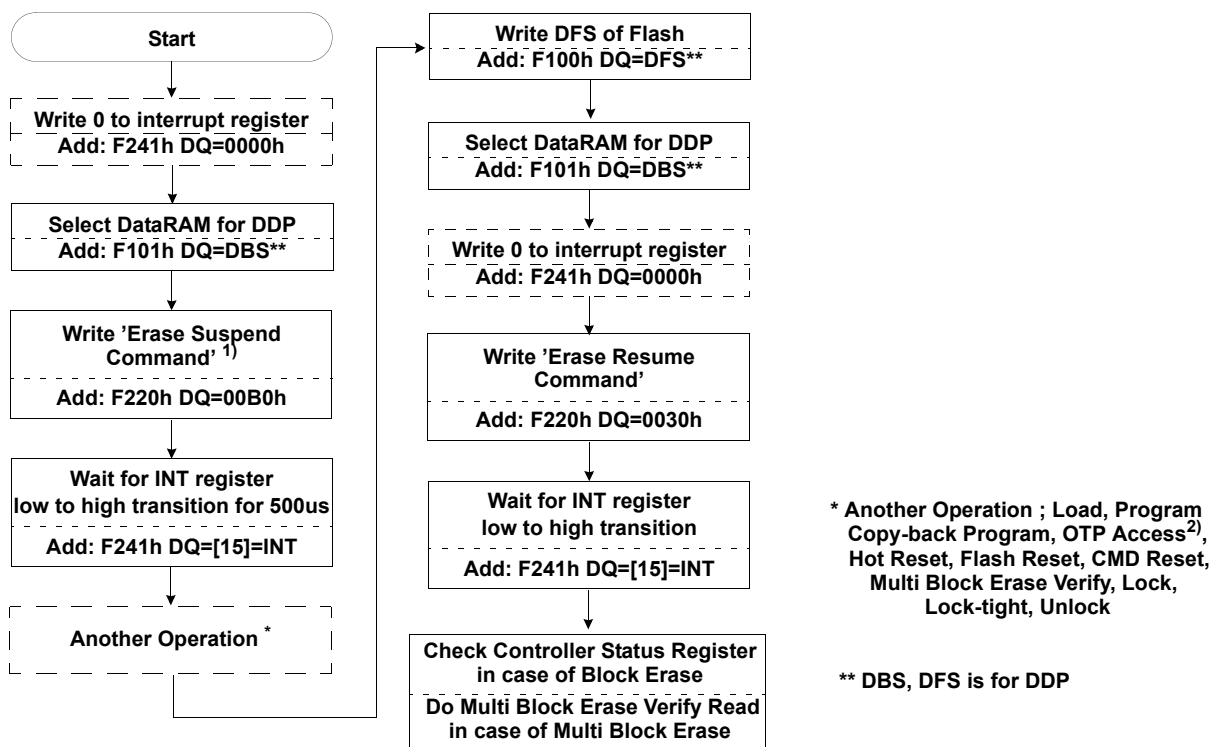 Start
Write 0 to interrupt register
Add: F241h DQ=0000h
Select DataRAM for DDP
Add: F101h DQ=DBS**
Write ’Erase Suspend
Command’ 1)
Add: F220h DQ=00B0h
Wait for INT register
low to high transition for 500us
Add: F241h DQ=[15]=INT
Another Operation *
Write DFS of Flash
Add: F100h DQ=DFS**
Select DataRAM for DDP
Add: F101h DQ=DBS**
Write 0 to interrupt register
Add: F241h DQ=0000h
Write ’Erase Resume
Command’
Add: F220h DQ=0030h
Wait for INT register
low to high transition
Add: F241h DQ=[15]=INT
Check Controller Status Register
in case of Block Erase
Do Multi Block Erase Verify Read
in case of Multi Block Erase
* Another Operation ; Load, Program
Copy-back Program, OTP Access2),
Hot Reset, Flash Reset, CMD Reset,
Multi Block Erase Verify, Lock,
Lock-tight, Unlock
** DBS, DFS is for DDP